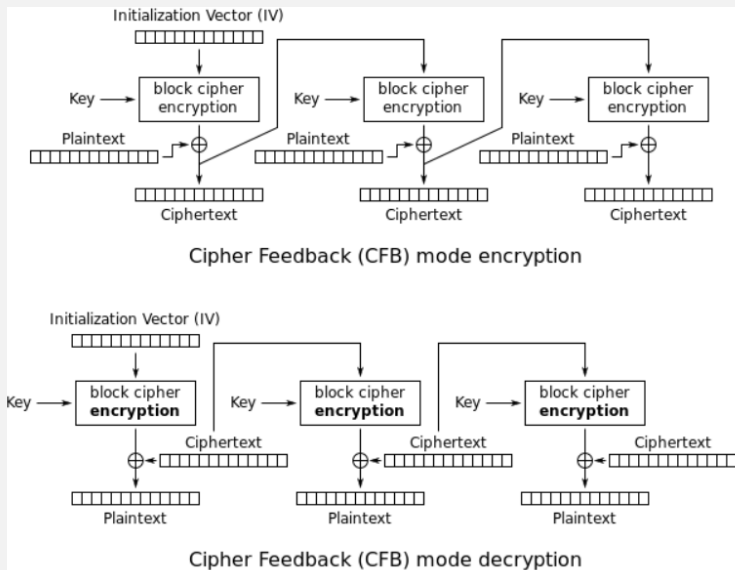 Initialization Vector (IV)
Key
block cipher
encryption
Key
block cipher
encryption
Key
block cipher
encryption
Plaintext
Plaintext
Plaintext
Ciphertext
Ciphertext
Ciphertext
Cipher Feedback (CFB) mode encryption
Initialization Vector (IV)
Key
block cipher
encryption
Key
block cipher
encryption
Key
block cipher
encryption
Ciphertext
Ciphertext
Ciphertext
Plaintext
Plaintext
Plaintext
Cipher Feedback (CFB) mode decryption